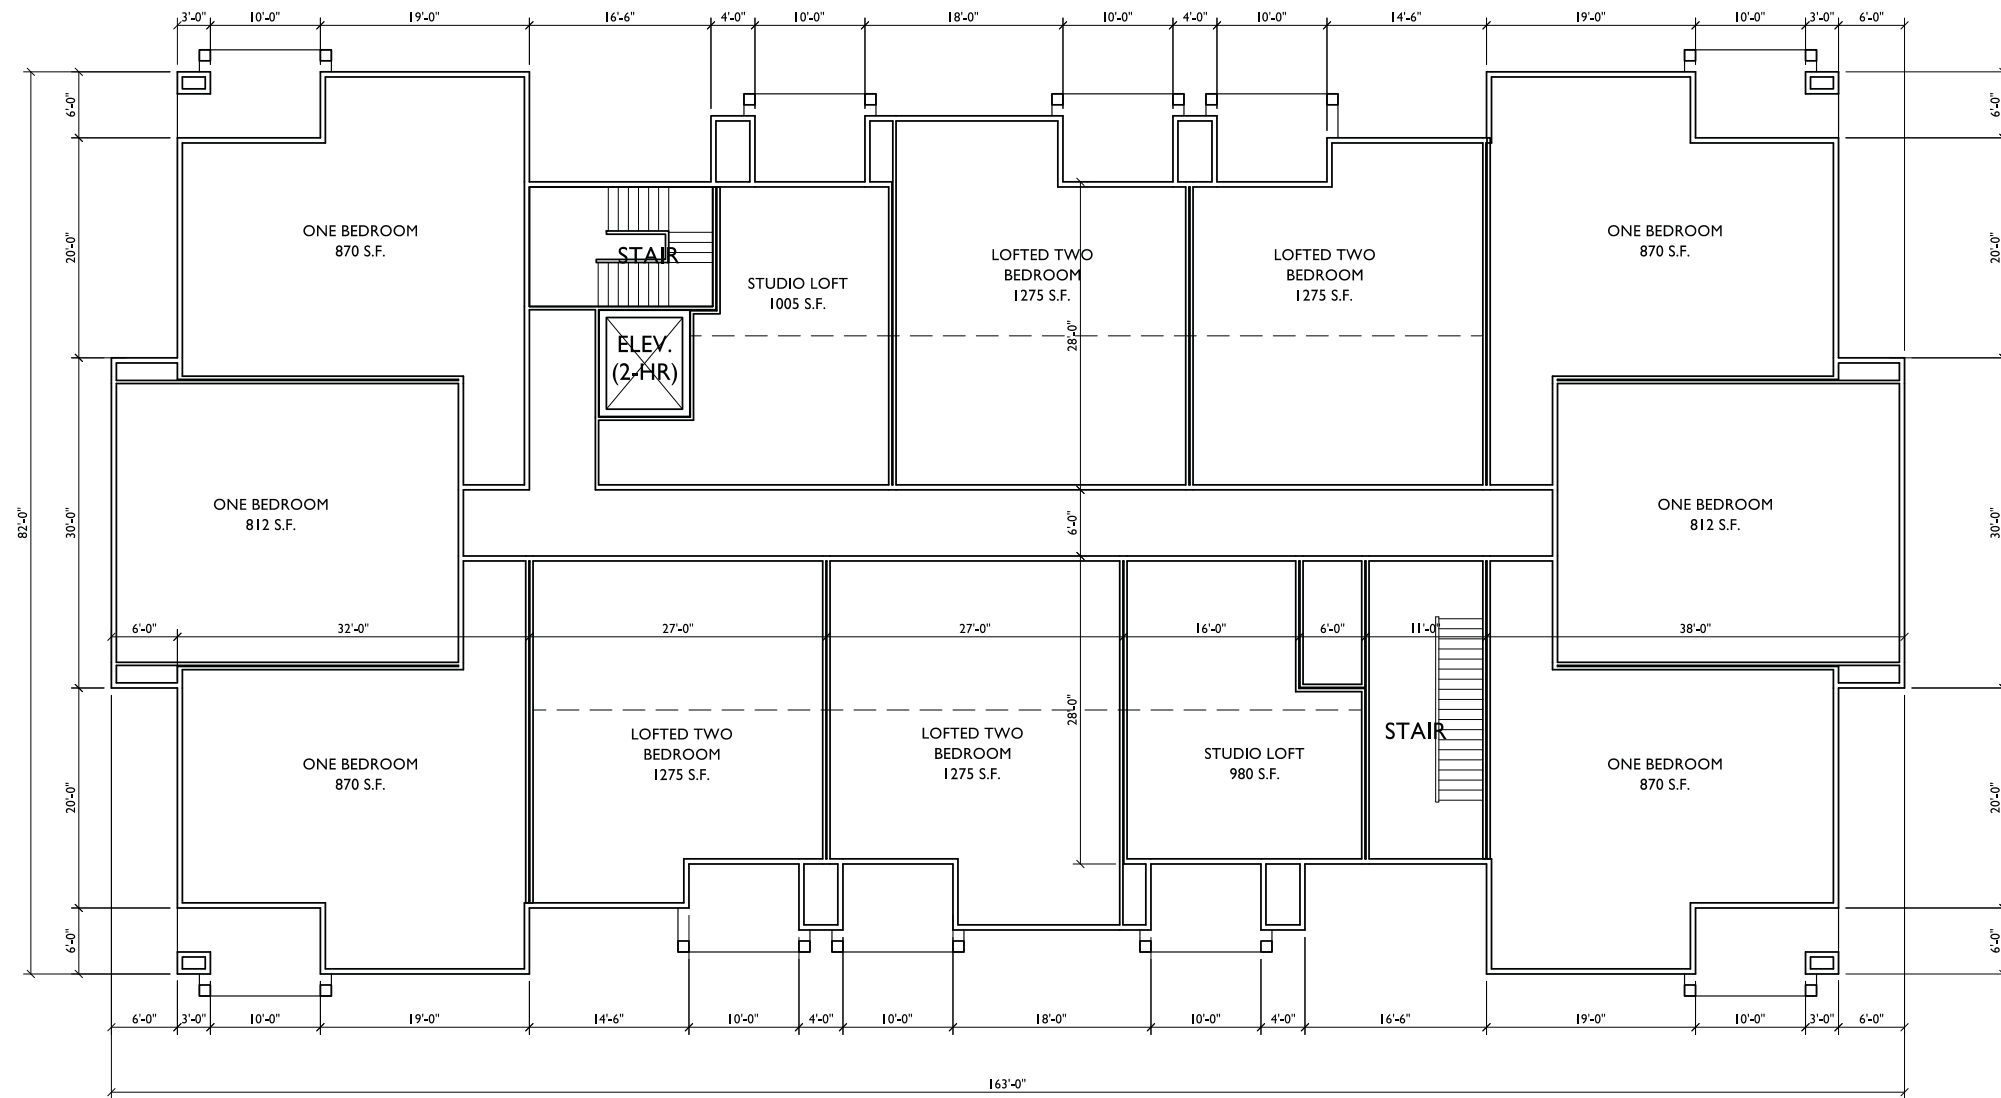 3'-0" 10'-0" 19'-0" 16'-6" 4'-0" 10'-0" 18'-0" 10'-0" 4'-0" 10'-0" 14'-6" 19'-0" 10'-0" 3'-0" 6'-0"
6'-0"
6'-0"
20'-0"
ONE BEDROOM
870 S.F.
STAIR
STUDIO LOFT
1005 S.F.
LOFTED TWO
BEDROOM
1275 S.F.
LOFTED TWO
BEDROOM
1275 S.F.
ONE BEDROOM
870 S.F.
20'-0"
ELEV.
(2-HR)
28'-0"
82'-0"
30'-0"
ONE BEDROOM
812 S.F.
6'-0"
ONE BEDROOM
812 S.F.
30'-0"
6'-0" 32'-0" 27'-0" 27'-0" 16'-0" 6'-0" 11'-0" 38'-0"
28'-0"
20'-0"
ONE BEDROOM
870 S.F.
LOFTED TWO
BEDROOM
1275 S.F.
LOFTED TWO
BEDROOM
1275 S.F.
STUDIO LOFT
980 S.F.
STAIR
ONE BEDROOM
870 S.F.
20'-0"
6'-0"
6'-0"
6'-0" 3'-0" 10'-0" 19'-0" 14'-6" 10'-0" 4'-0" 10'-0" 18'-0" 10'-0" 4'-0" 16'-6" 19'-0" 10'-0" 3'-0" 6'-0"
163'-0"